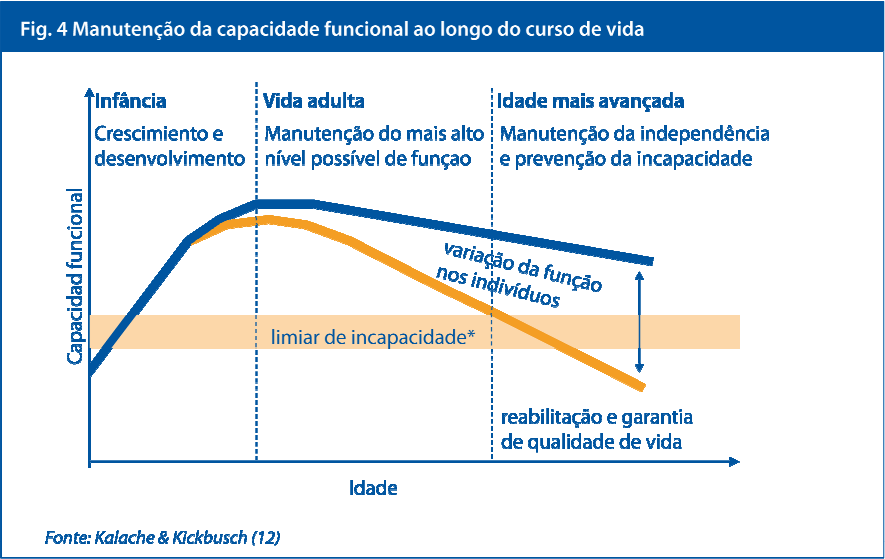 Fig. 4 Manutenção da capacidade funcional ao longo do curso de vida
Infância
Crescimiento e
desenvolvimento
Vida adulta
Manutenção do mais alto
nível possível de funçao
Idade mais avançada
Manutenção da independência
e prevenção da incapacidade
Capacidad funcional
variação da função
nos indivíduos
limiar de incapacidade*
reabilitação e garantia
de qualidade de vida
Idade
Fonte: Kalache & Kickbusch (12)